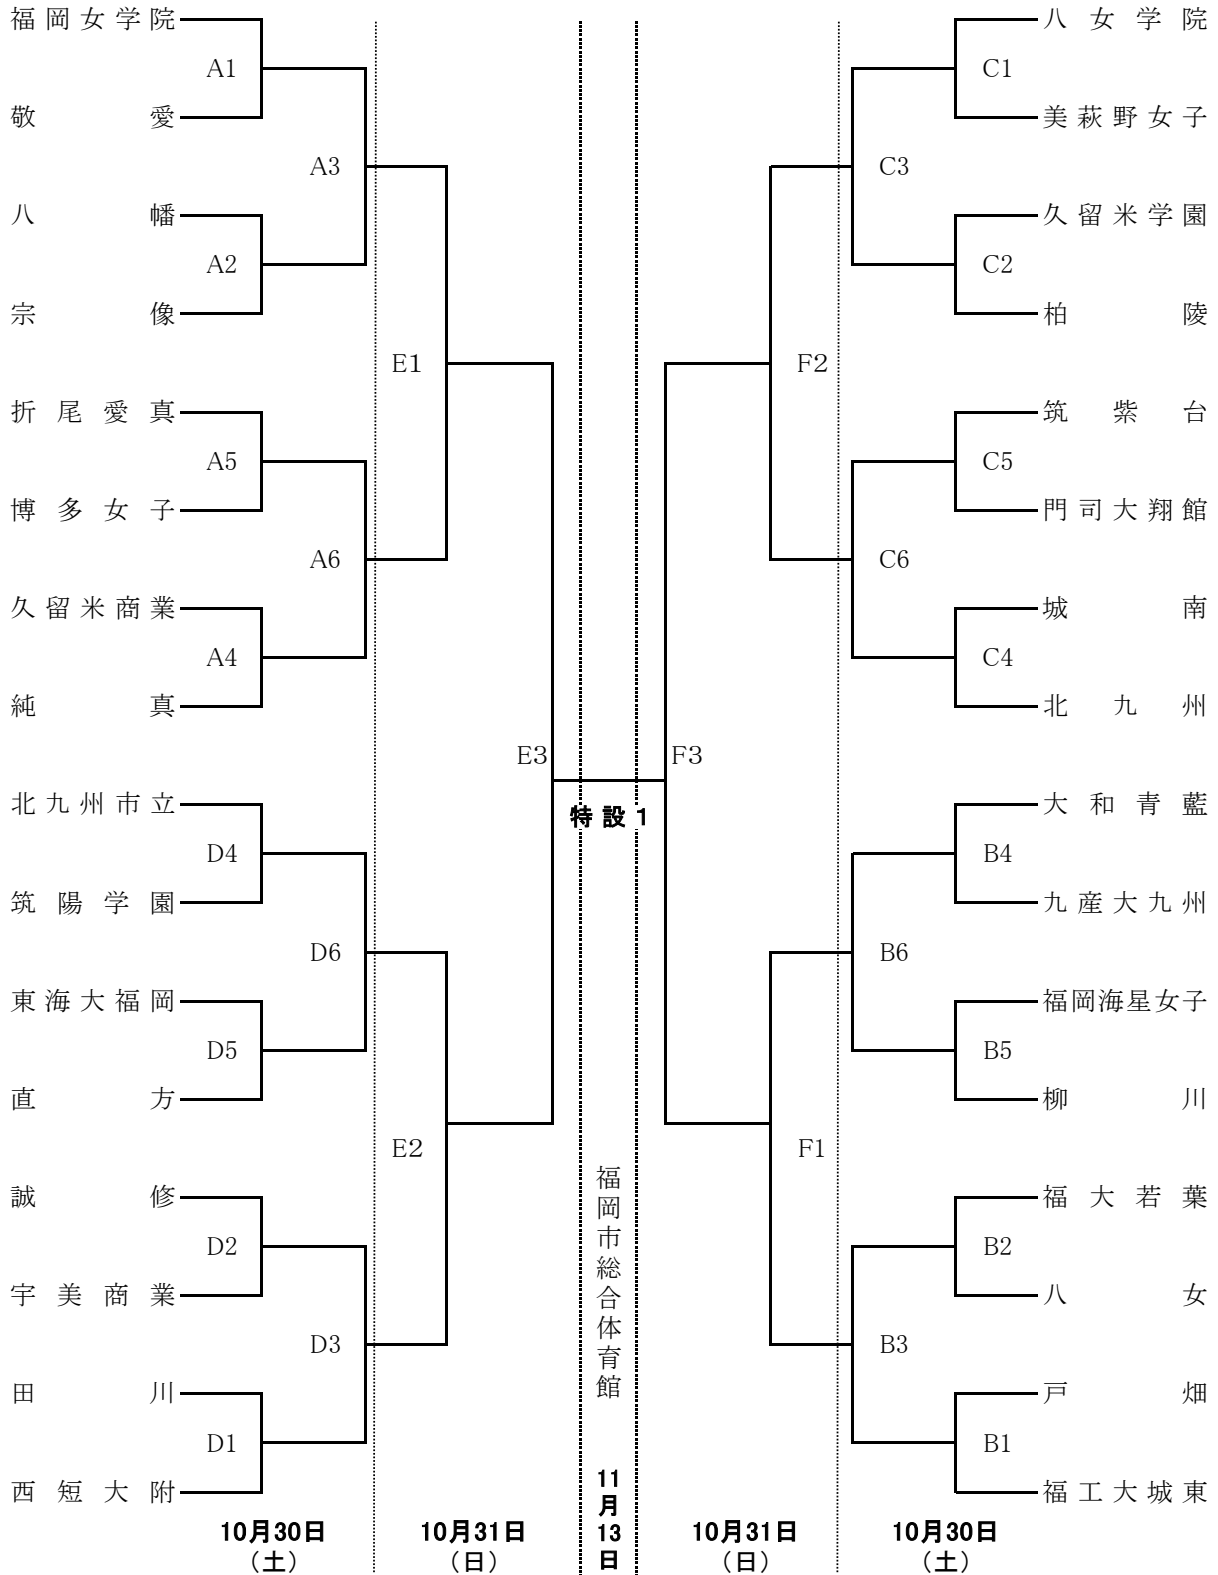 福岡女学院
A1
敬愛
A3
八幡
A2
宗像
E1
折尾愛真
A5
博多女子
A6
久留米商業
A4
純真
E3
北九州市立
D4
筑陽学園
D6
東海大福岡
D5
直方
E2
誠修
D2
宇美商業
D3
田川
D1
西短大附
10月30日
(土)
10月31日
(日)
特設1
福岡市総合体育館
11月13日
八女学院
C1
美萩野女子
C3
久留米学園
C2
柏陵
F2
筑紫台
C5
門司大翔館
C6
城南
C4
北九州
F3
大和青藍
B4
九産大九州
B6
福岡海星女子
B5
柳川
F1
福大若葉
B2
八女
B3
戸畑
B1
福工大城東
10月31日
(日)
10月30日
(土)